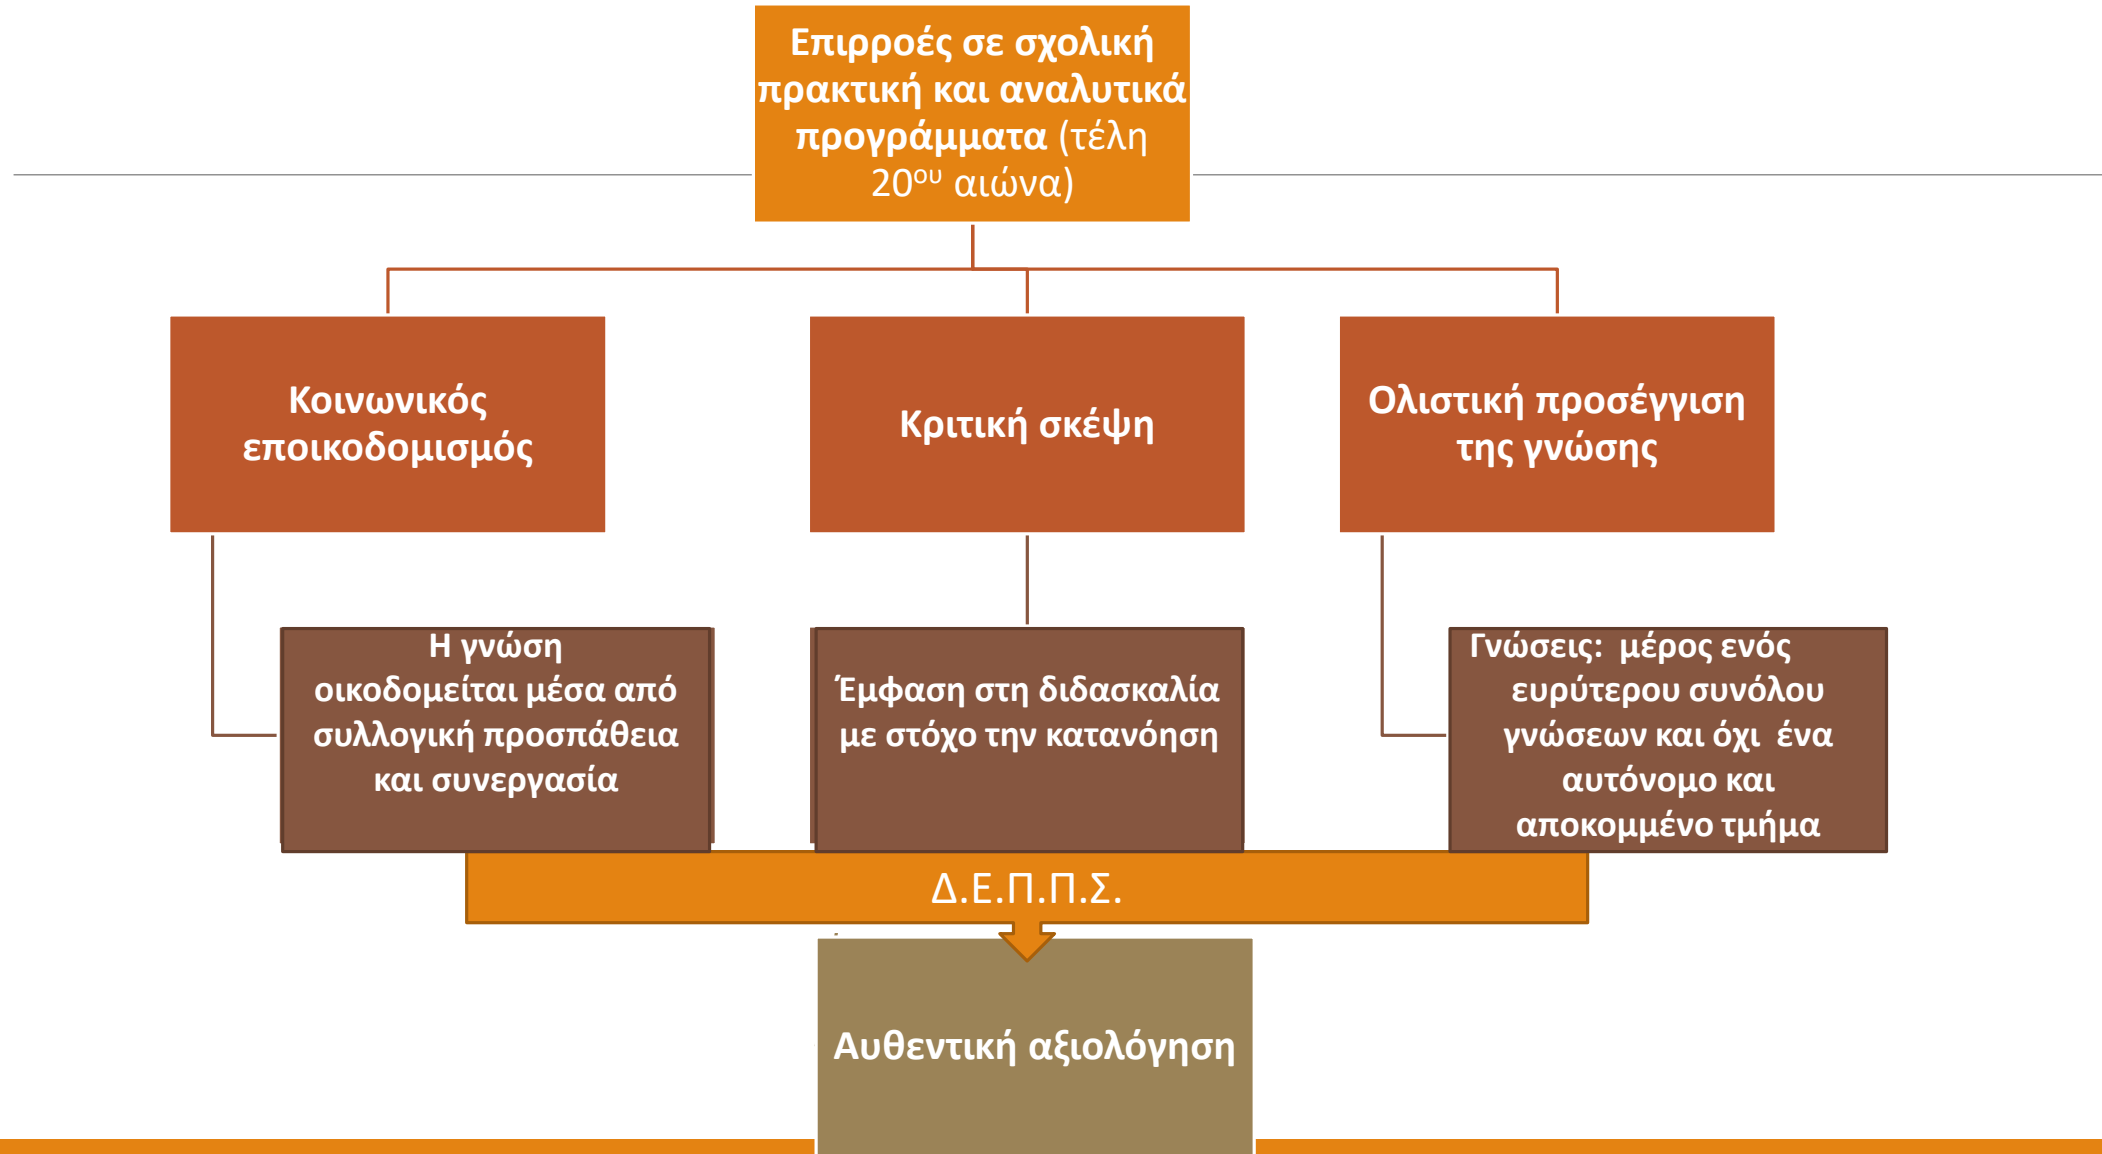 Επιρροές σε σχολική
πρακτική και αναλυτικά
προγράμματα (τέλη
20ου αιώνα)
Κοινωνικός
εποικοδομισμός
Κριτική σκέψη
Ολιστική προσέγγιση
της γνώσης
Η γνώση
οικοδομείται μέσα από
συλλογική προσπάθεια
και συνεργασία
Έμφαση στη διδασκαλία
με στόχο την κατανόηση
Γνώσεις: μέρος ενός
ευρύτερου συνόλου
γνώσεων και όχι ένα
αυτόνομο και
αποκομμένο τμήμα
Δ.Ε.Π.Π.Σ.
Αυθεντική αξιολόγηση